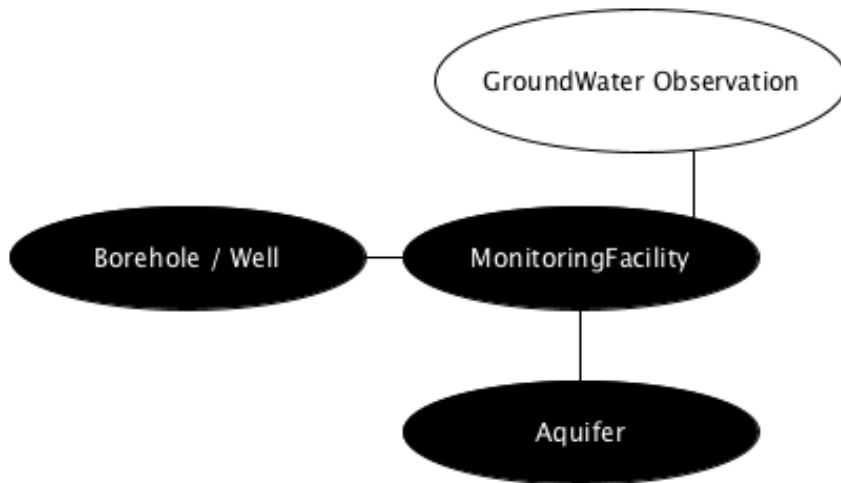 GroundWater Observation
Borehole / Well
MonitoringFacility
Aquifer